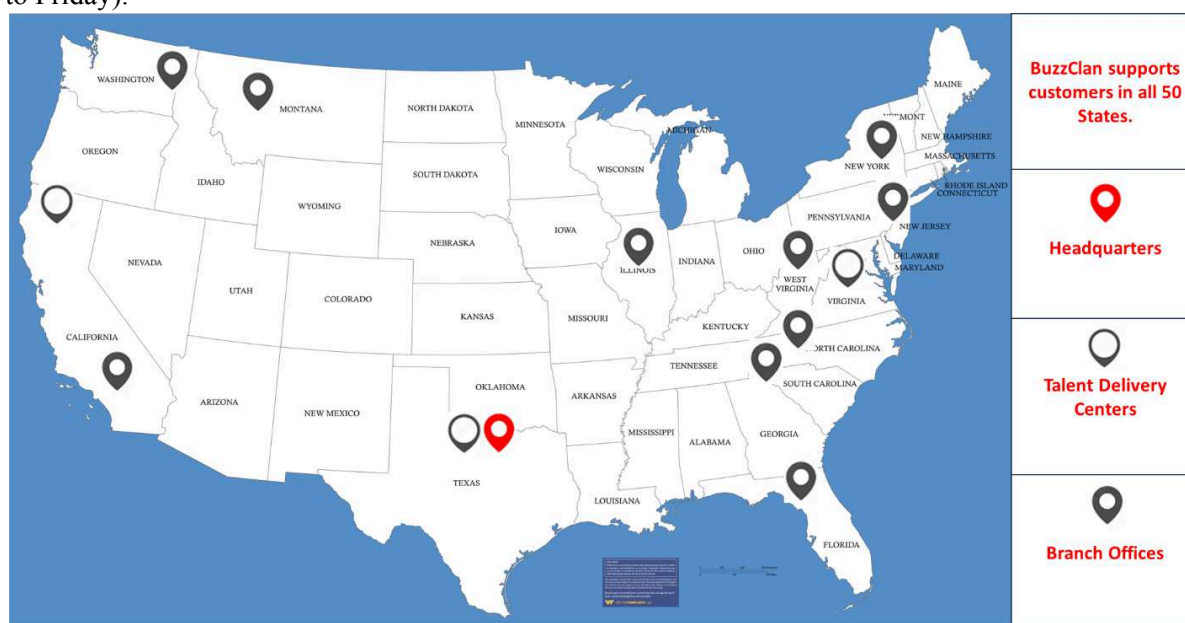 to Friday).
WASHINGTON
MONTANA
NORTH DAKOTA
MINNESOTA
MICHIGAN
MAINE
VERMONT
NEW HAMPSHIRE
MASSACHUSETTS
RHODE ISLAND
CONNECTICUT
NEW YORK
OREGON
IDAHO
SOUTH DAKOTA
WISCONSIN
WYOMING
IOWA
NEBRASKA
PENNSYLVANIA
NEW JERSEY
NEVADA
UTAH
COLORADO
KANSAS
MISSOURI
ILLINOIS
INDIANA
OHIO
WEST
VIRGINIA
DELAWARE
MARYLAND
VIRGINIA
KENTUCKY
CALIFORNIA
ARIZONA
NEW MEXICO
OKLAHOMA
ARKANSAS
TENNESSEE
NORTH CAROLINA
SOUTH CAROLINA
MISSISSIPPI
ALABAMA
GEORGIA
TEXAS
LOUISIANA
FLORIDA
BuzzClan supports
customers in all 50
States.
Headquarters
Talent Delivery
Centers
Branch Offices